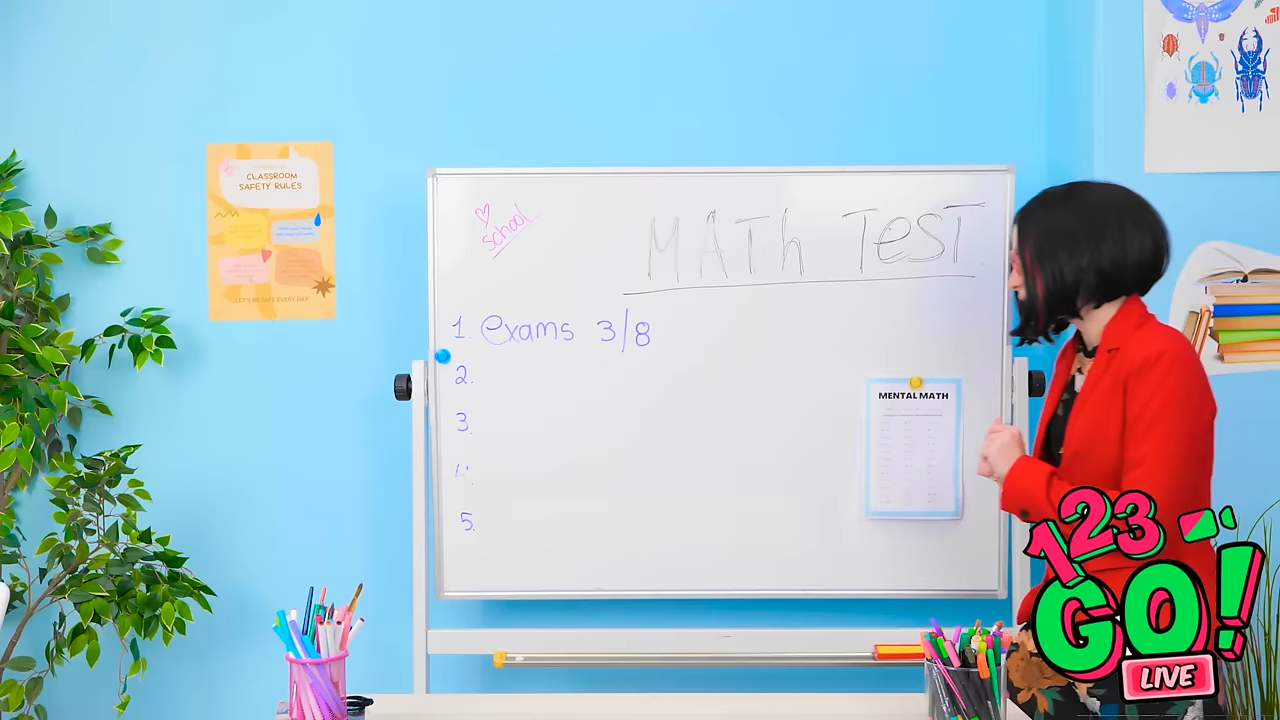 CLASSROOM
SAFETY RULES
LET'S BE SAFE EVERY DAY!
♡
school
MATh TeST.
1. exams 3/8
2.
3.
4.
5.
MENTAL MATH
123
GO!
LIVE